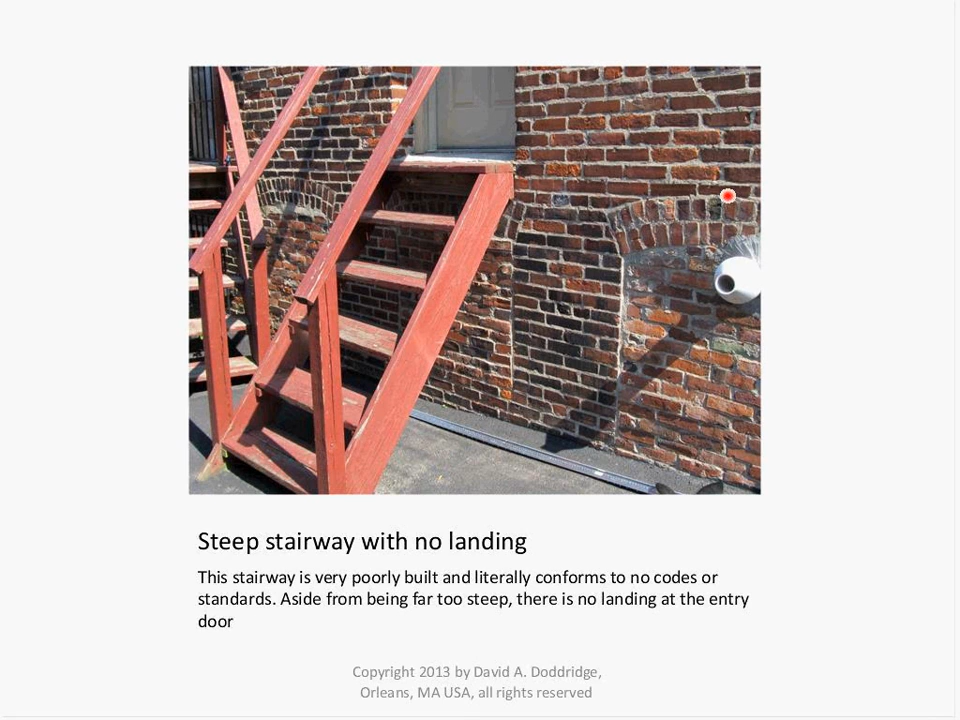 Steep stairway with no landing
This stairway is very poorly built and literally conforms to no codes or
standards. Aside from being far too steep, there is no landing at the entry
door
Copyright 2013 by David A. Doddridge,
Orleans, MA USA, all rights reserved